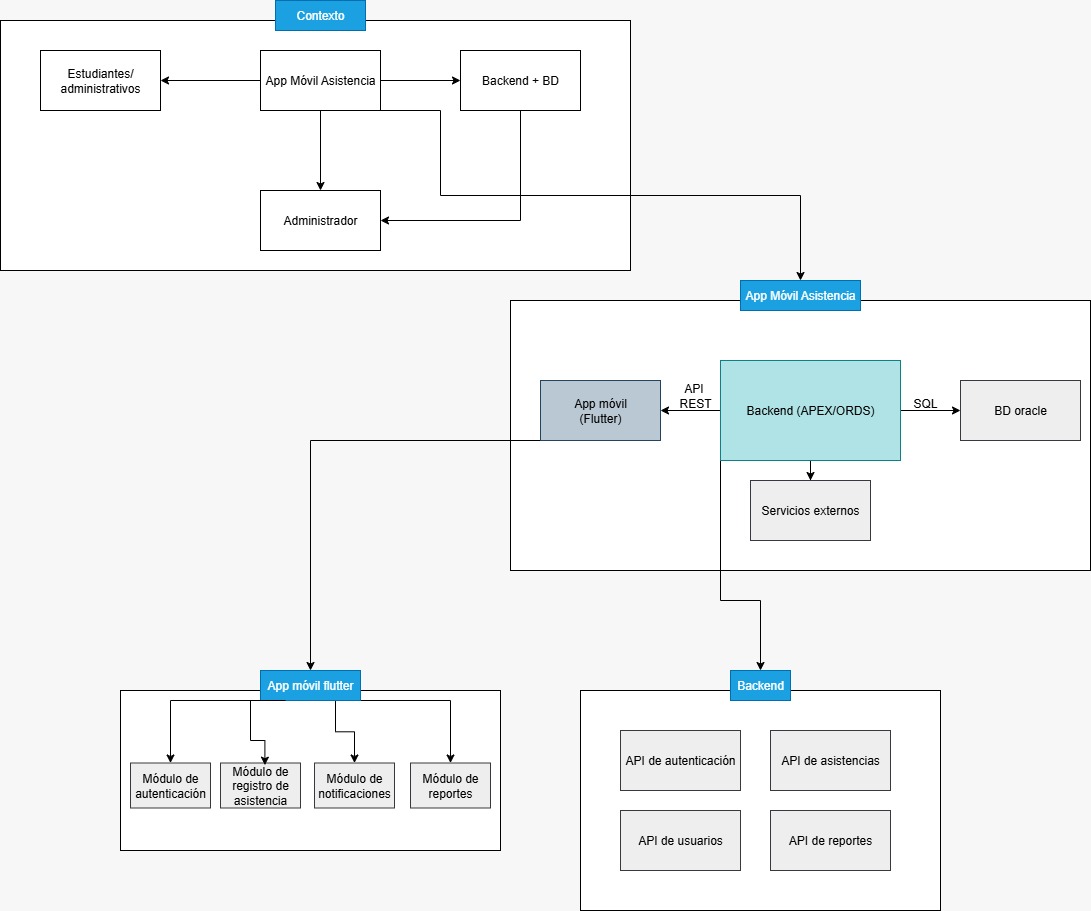 Contexto
Estudiantes/
administrativos
App Móvil Asistencia
Backend + BD
Administrador
App Móvil Asistencia
App móvil
(Flutter)
API
REST
Backend (APEX/ORDS)
SQL
BD oracle
Servicios externos
App móvil flutter
Módulo de
autenticación
Módulo de
registro de
asistencia
Módulo de
notificaciones
Módulo de
reportes
Backend
API de autenticación
API de asistencias
API de usuarios
API de reportes